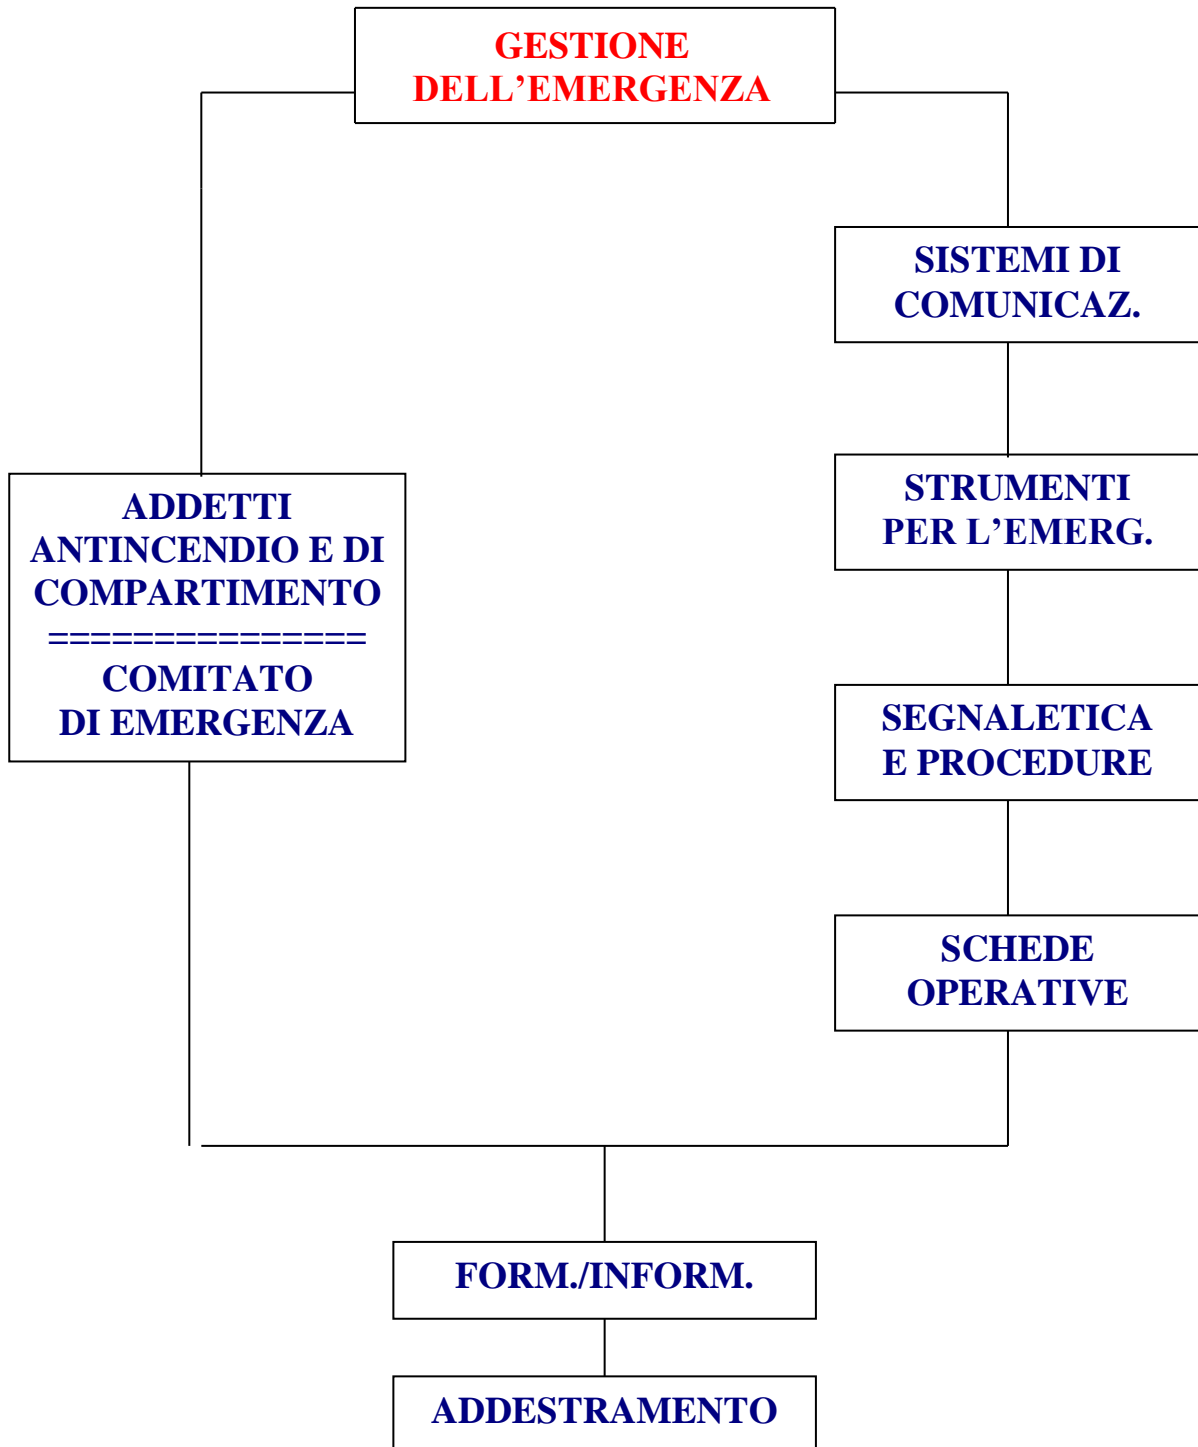 GESTIONE
DELL’EMERGENZA
SISTEMI DI
COMUNICAZ.
STRUMENTI
PER L’EMERG.
ADDETTI
ANTINCENDIO E DI
COMPARTIMENTO
===============
COMITATO
DI EMERGENZA
SEGNALETICA
E PROCEDURE
SCHEDE
OPERATIVE
FORM./INFORM.
ADDESTRAMENTO